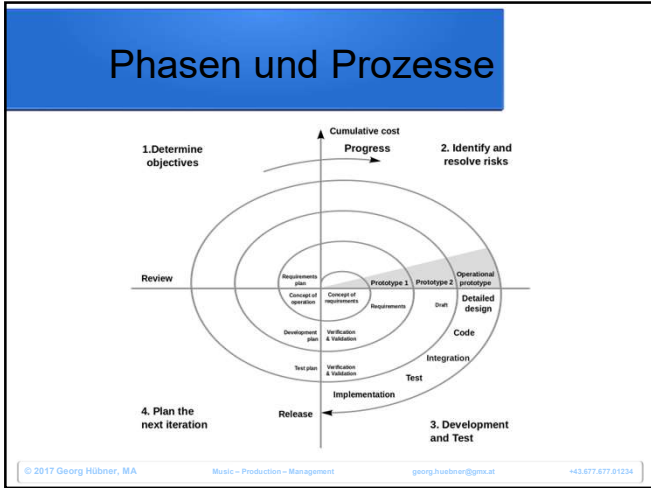 Phasen und Prozesse
Cumulative cost
Progress
1.Determine
objectives
2. Identify and
resolve risks
Review
Requirements
plan
Concept of
operation
Concept of
requirements
Prototype 1
Prototype 2
Operational
prototype
Requirements
Draft
Detailed
design
Development
plan
Verification
& Validation
Code
Integration
Test plan
Verification
& Validation
Test
Implementation
4. Plan the
next iteration
Release
3. Development
and Test
© 2017 Georg Hübner, MA
Music – Production – Management
georg.huebner@gmx.at
+43.677.677.01234